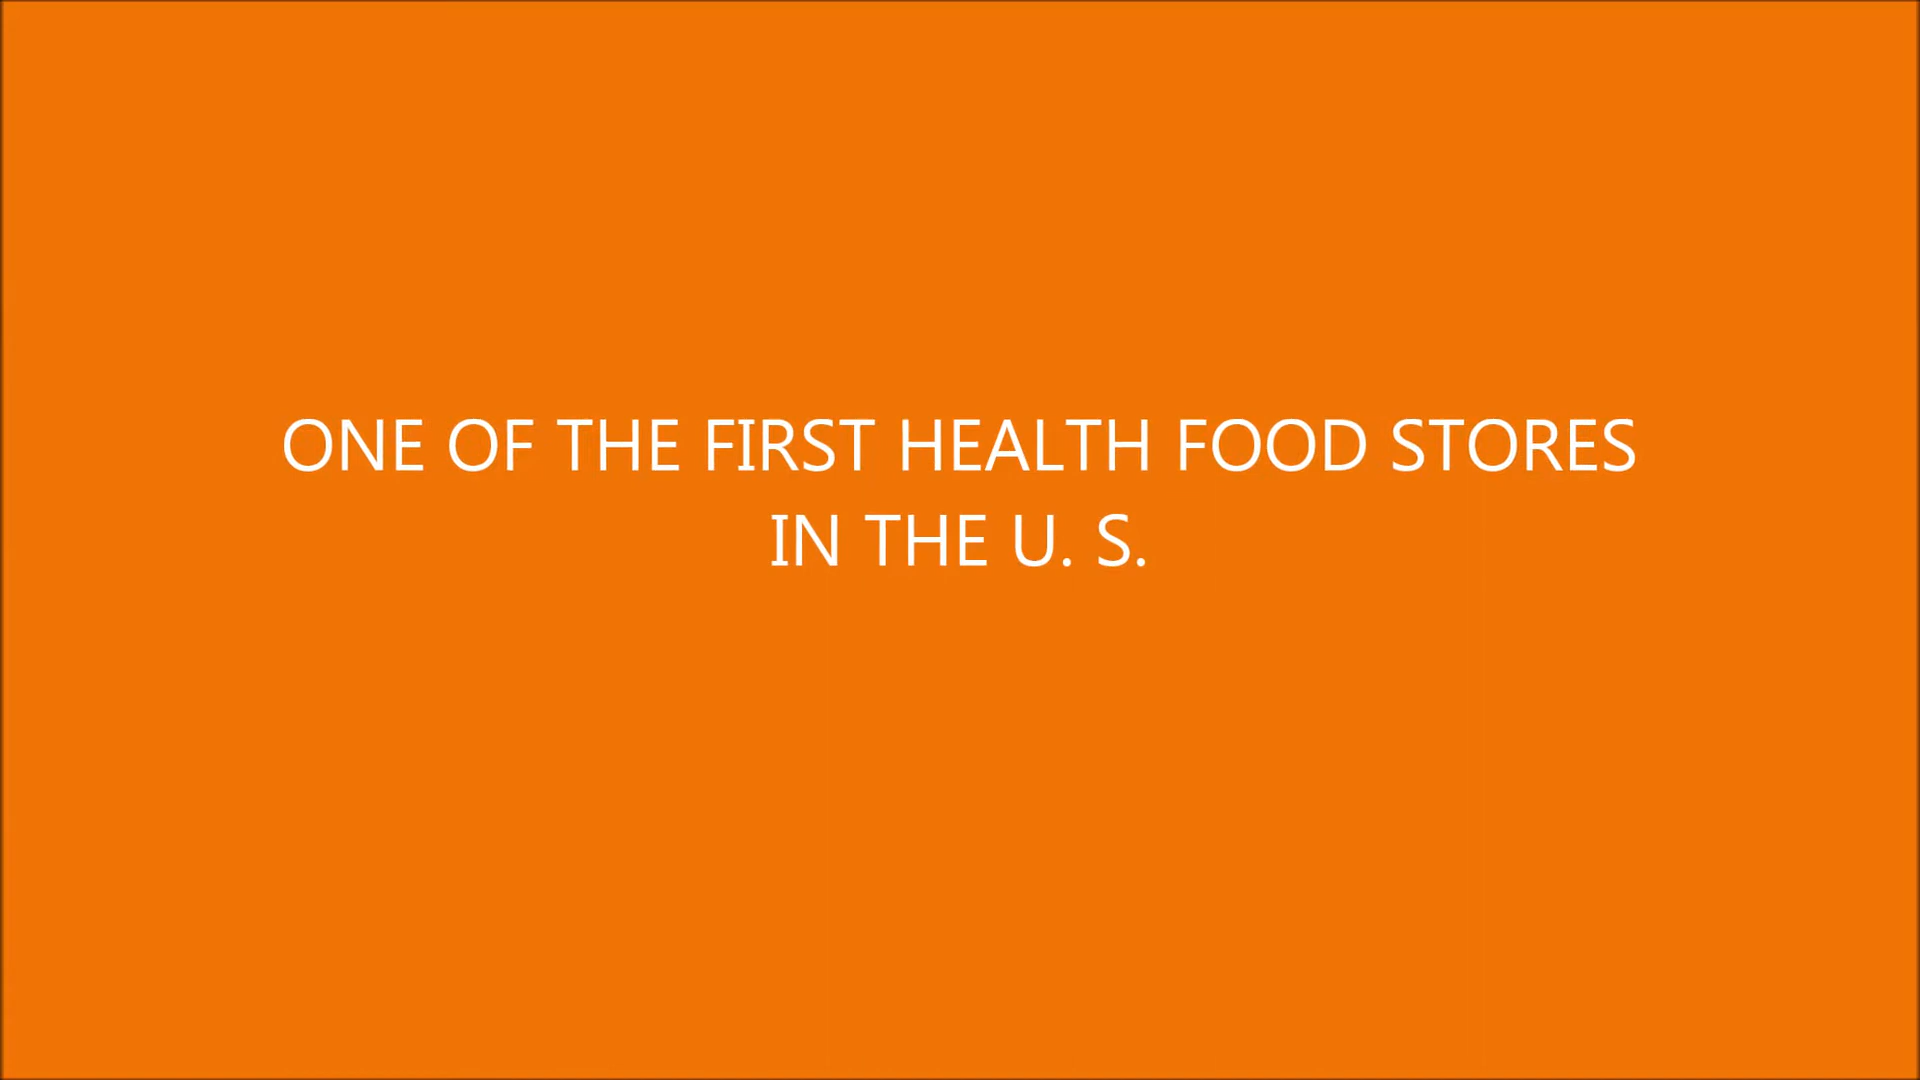 ONE OF THE FIRST HEALTH FOOD STORES
IN THE U. S.